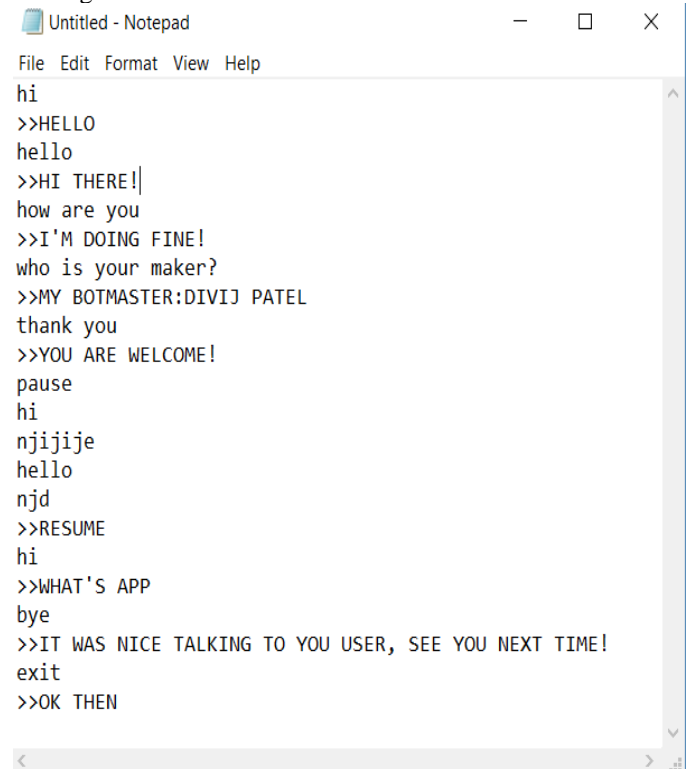 Untitled - Notepad
File Edit Format View Help
hi
>>HELLO
hello
>>HI THERE!
how are you
>>I'M DOING FINE!
who is your maker?
>>MY BOTMASTER:DIVIJ PATEL
thank you
>>YOU ARE WELCOME!
pause
hi
njijije
hello
njd
>>RESUME
hi
>>WHAT'S APP
bye
>>IT WAS NICE TALKING TO YOU USER, SEE YOU NEXT TIME!
exit
>>OK THEN